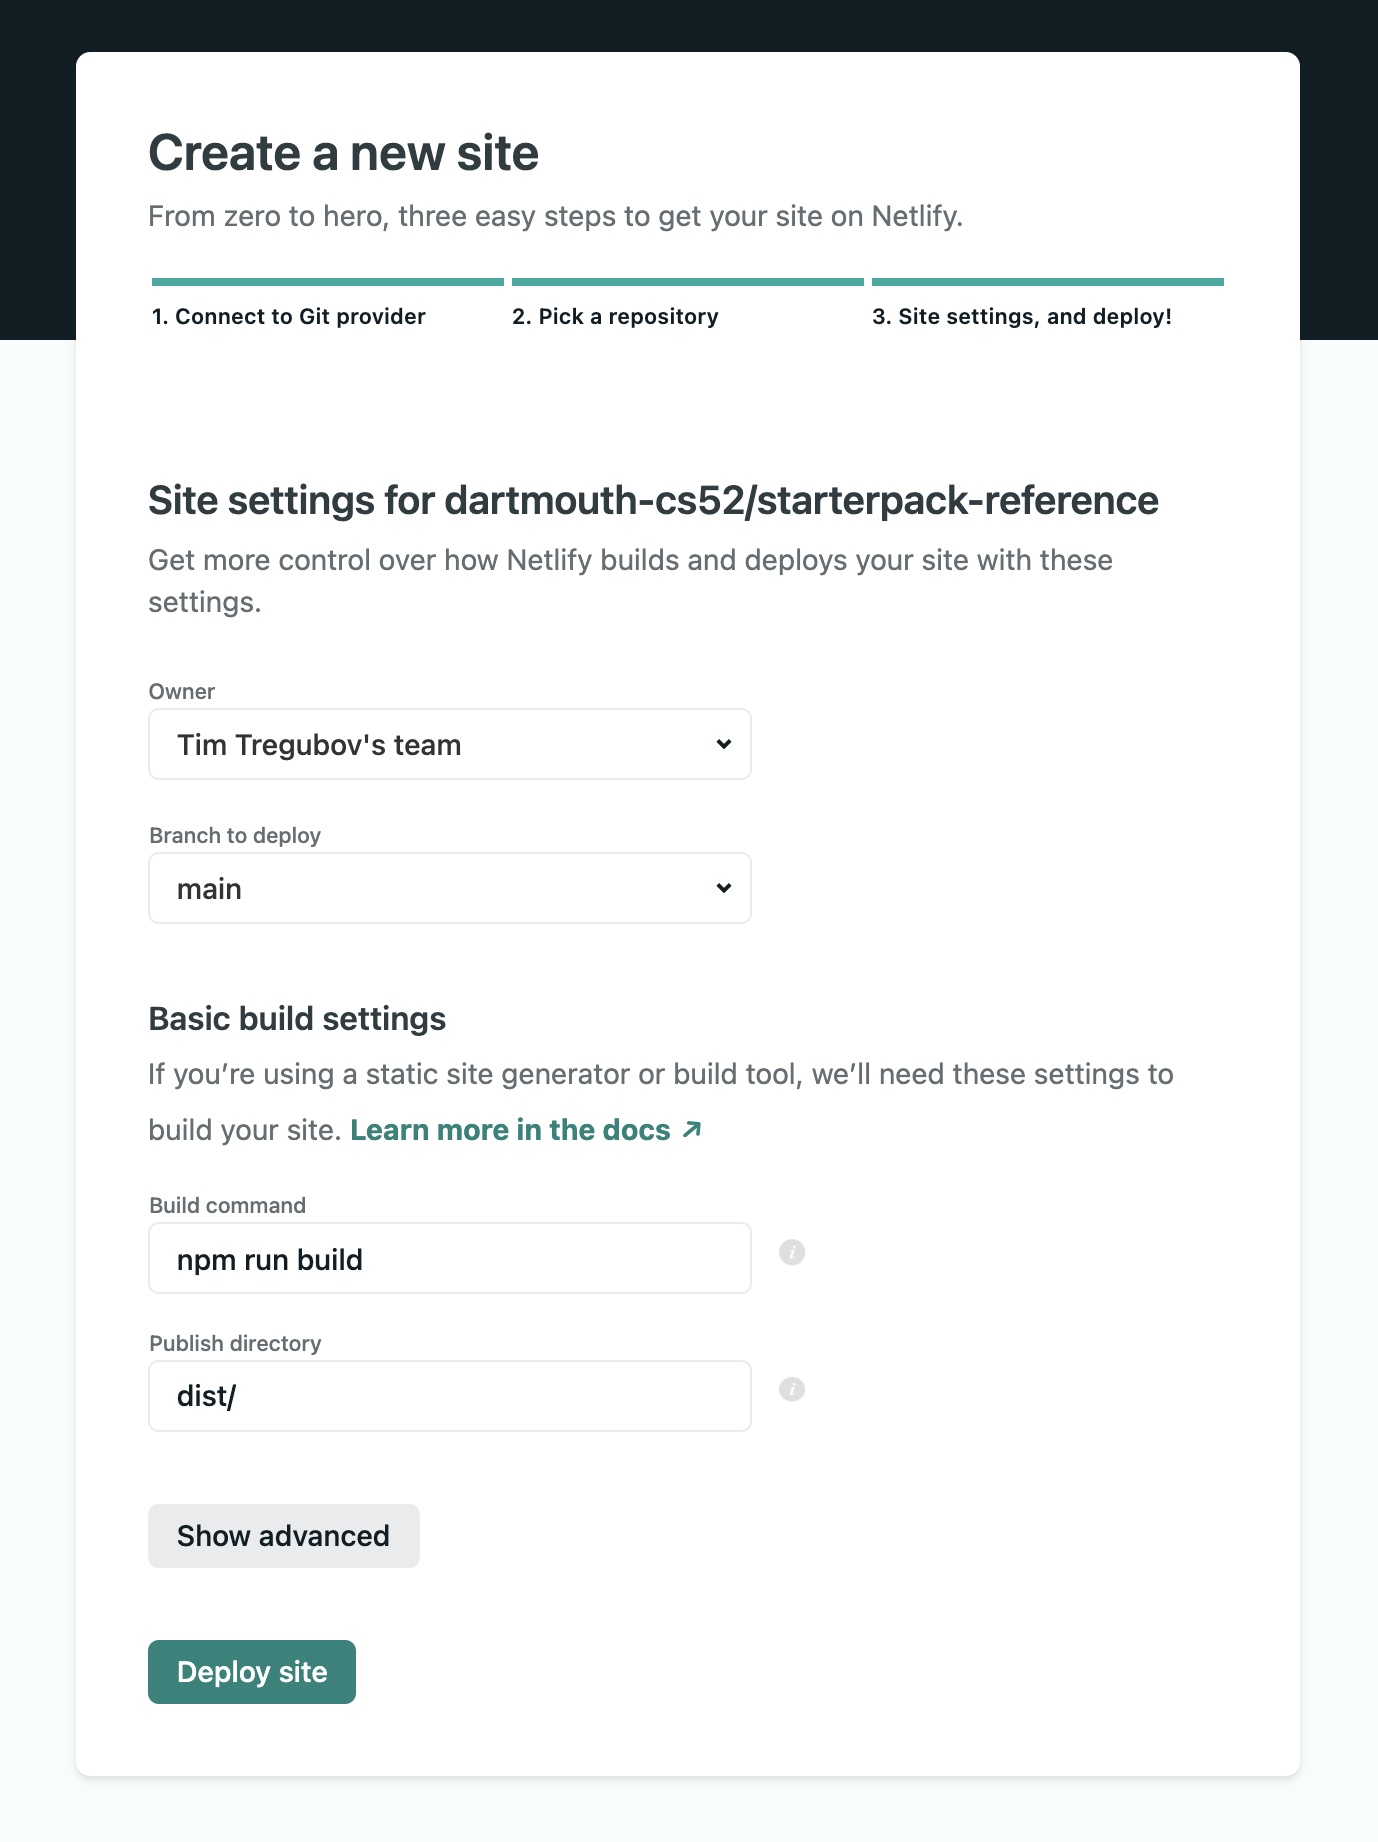 Create a new site
From zero to hero, three easy steps to get your site on Netlify.
1. Connect to Git provider
2. Pick a repository
3. Site settings, and deploy!
Site settings for dartmouth-cs52/starterpack-reference
Get more control over how Netlify builds and deploys your site with these
settings.
Owner
Tim Tregubov's team
Branch to deploy
main
Basic build settings
If you’re using a static site generator or build tool, we’ll need these settings to
build your site. Learn more in the docs ↗
Build command
npm run build
i
Publish directory
dist/
i
Show advanced
Deploy site